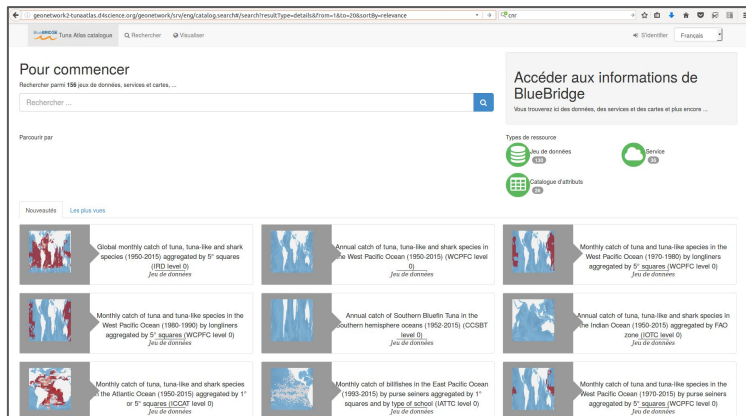 geonetwork2-tunaatlas.d4science.org/geonetwork/srv/eng/catalog.search#/search?resultType=details&from=1&to=20&sortBy=relevance
cnr
BlueBRIDGE Tuna Atlas catalogue
Rechercher
Visualiser
S'identifier
Français
Pour commencer
Rechercher parmi 156 jeux de données, services et cartes, ...
Rechercher ...
Accéder aux informations de
BlueBridge
Vous trouverez ici des données, des services et des cartes et plus encore ...
Parcourir par
Types de ressource
Jeu de données
Service
Catalogue d'attributs
Nouveautés
Les plus vues
Global monthly catch of tuna, tuna-like and shark
species (1950-2015) aggregated by 5° squares
(IRD level 0)
Jeu de données
Annual catch of tuna, tuna-like and shark species in
the West Pacific Ocean (1950-2015) (WCPFC level
0)
Jeu de données
Monthly catch of tuna and tuna-like species in the
West Pacific Ocean (1970-1980) by longliners
aggregated by 5° squares (WCPFC level 0)
Jeu de données
Monthly catch of tuna and tuna-like species in the
West Pacific Ocean (1980-1990) by longliners
aggregated by 5° squares (WCPFC level 0)
Jeu de données
Annual catch of Southern Bluefin Tuna in the
southern hemisphere oceans (1952-2015) (CCSBT
level 0)
Jeu de données
Annual catch of tuna, tuna-like and shark species in
the Indian Ocean (1950-2015) aggregated by FAO
zone (IOTC level 0)
Jeu de données
Monthly catch of tuna, tuna-like and shark species
in the Atlantic Ocean (1950-2015) aggregated by 1°
or 5° squares (ICCAT level 0)
Jeu de données
Monthly catch of billfishes in the East Pacific Ocean
(1993-2015) by purse seiners aggregated by 1°
squares and by type of school (IATTC level 0)
Jeu de données
Monthly catch of tuna and tuna-like species in the
West Pacific Ocean (1970-2015) by purse seiners
aggregated by 5° squares (WCPFC level 0)
Jeu de données